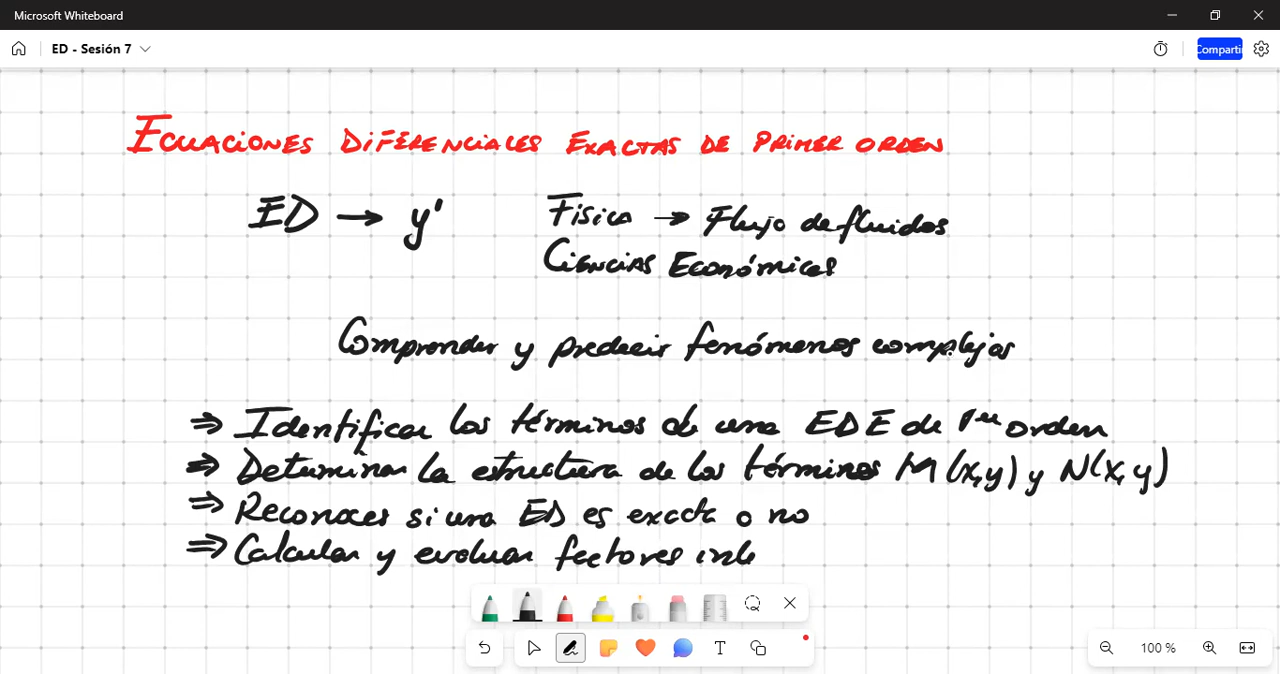 Microsoft Whiteboard
ED - Sesión 7
Compartir
ECUACIONES DIFERENCIALES EXACTAS DE PRIMER ORDEN
ED → y'
Física → Flujo de fluidos
Ciencias Económicas
Comprender y predecir fenómenos complejos
⇒ Identificar los términos de una EDE de 1er orden
⇒ Determinar la estructura de los términos M(x,y) y N(x,y)
⇒ Reconocer si una ED es exacta o no
⇒ Calcular y evaluar factores inte
T
100 %